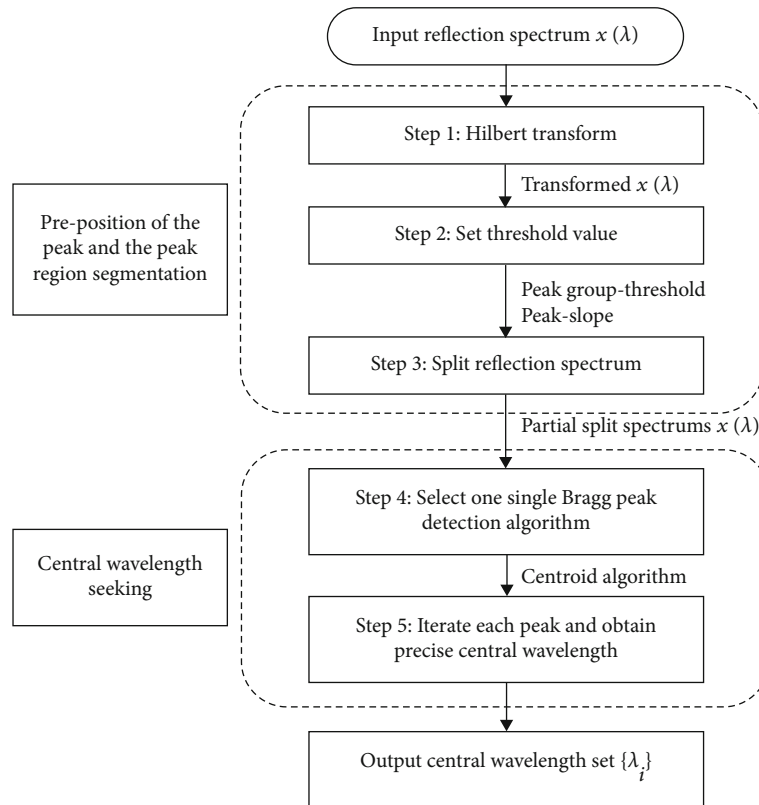 Input reflection spectrum x (λ)
Step 1: Hilbert transform
Transformed x (λ)
Pre-position of the
peak and the peak
region segmentation
Step 2: Set threshold value
Peak group-threshold
Peak-slope
Step 3: Split reflection spectrum
Partial split spectrums x (λ)
Step 4: Select one single Bragg peak
detection algorithm
Central wavelength
seeking
Centroid algorithm
Step 5: Iterate each peak and obtain
precise central wavelength
Output central wavelength set {λi}